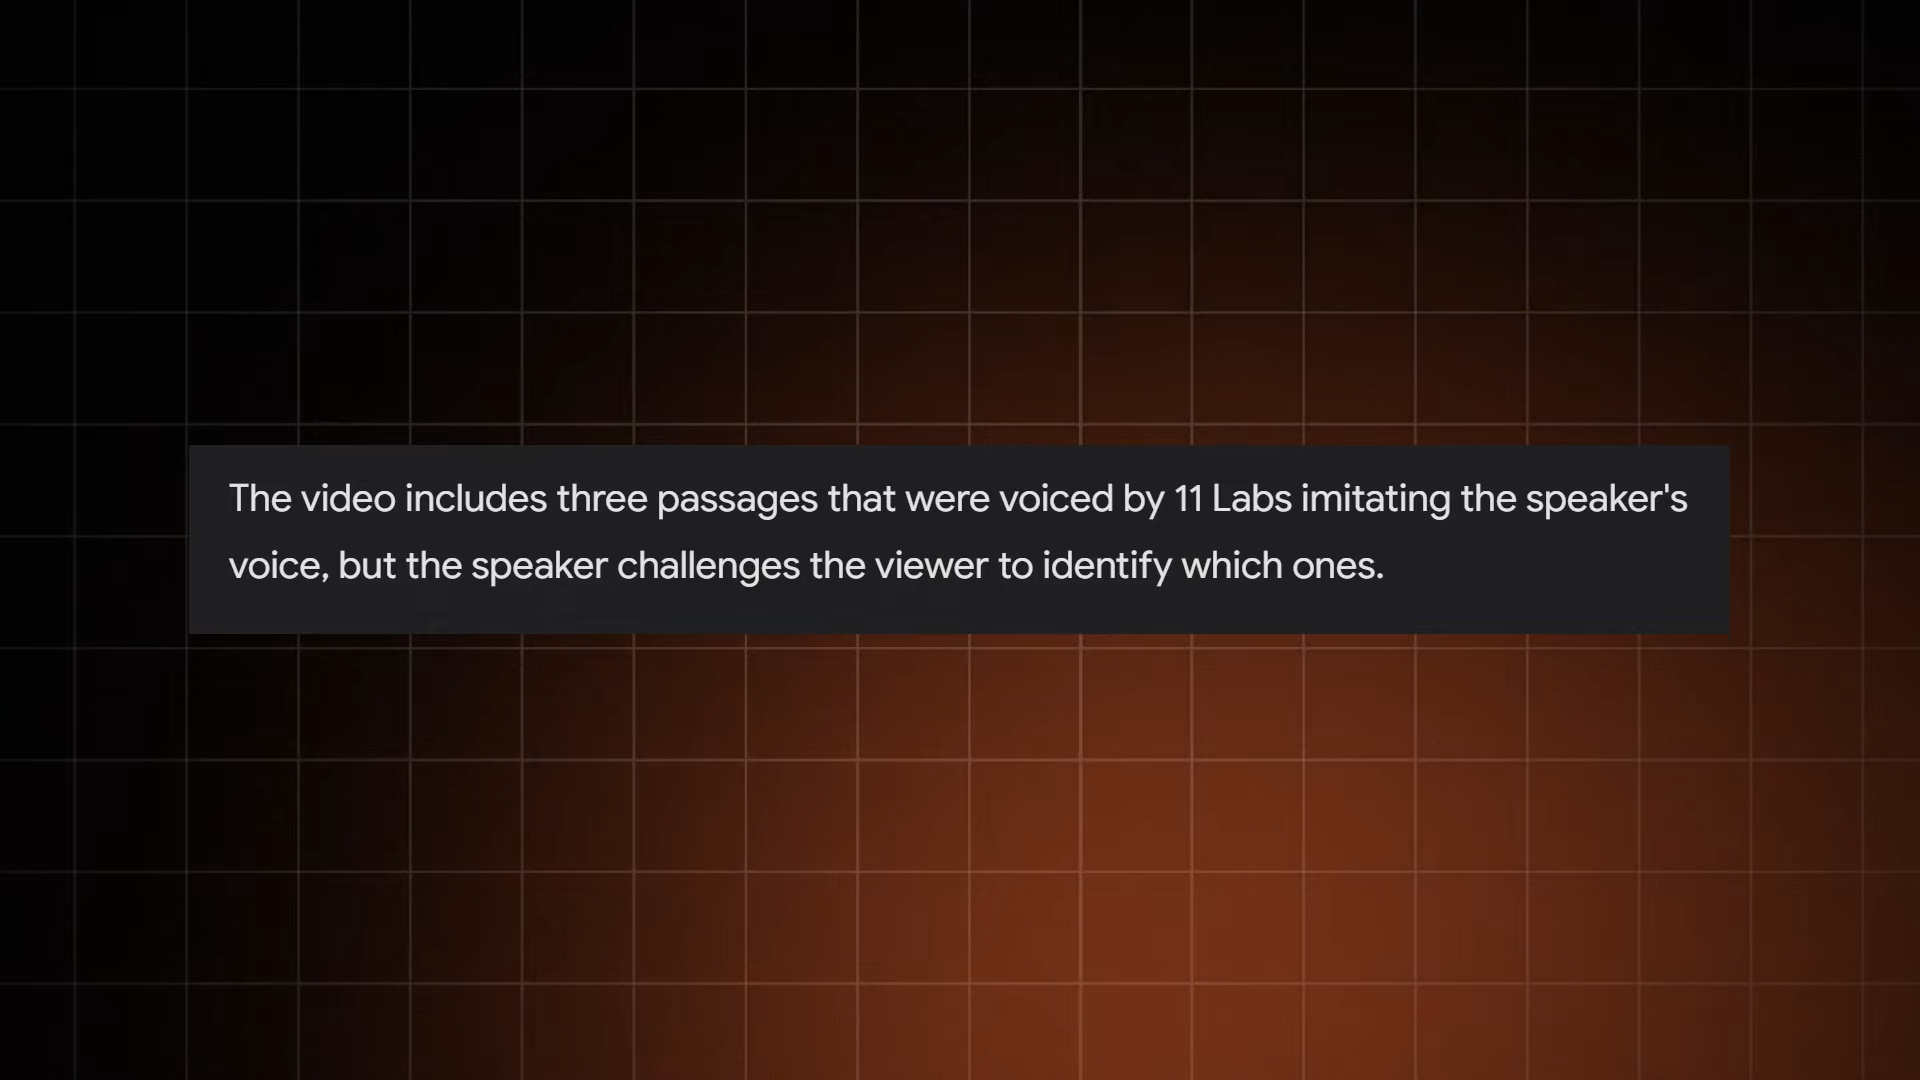 The video includes three passages that were voiced by 11 Labs imitating the speaker's
voice, but the speaker challenges the viewer to identify which ones.